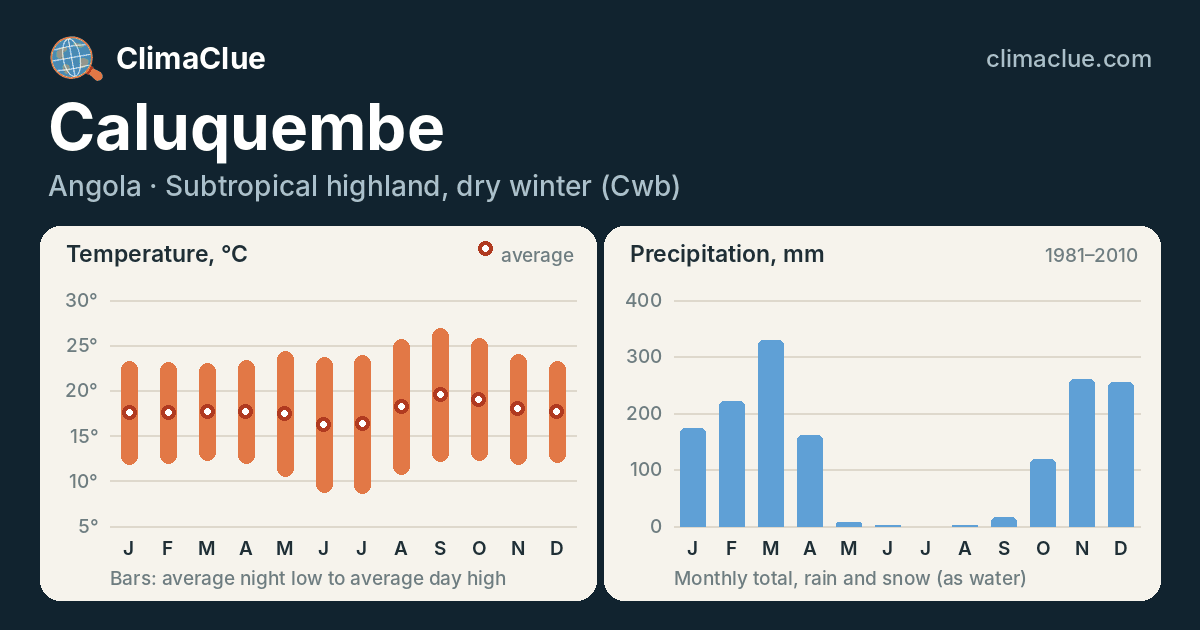 ClimaClue
climaclue.com
Caluquembe
Angola · Subtropical highland, dry winter (Cwb)
Temperature, °C
average
30°
25°
20°
15°
10°
5°
J F M A M J J A S O N D
Bars: average night low to average day high
Precipitation, mm
1981–2010
400
300
200
100
0
J F M A M J J A S O N D
Monthly total, rain and snow (as water)